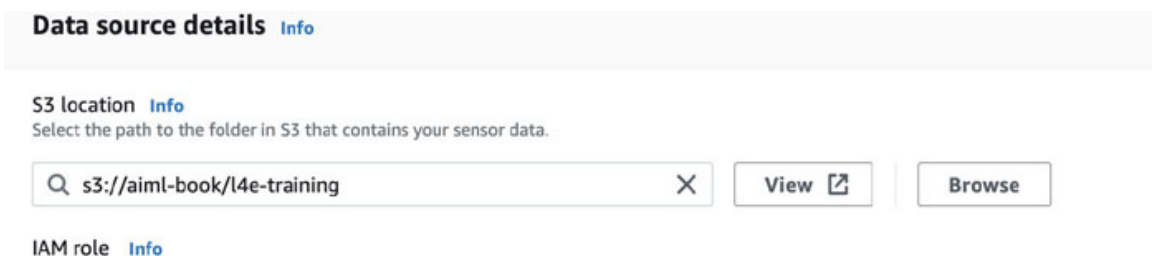 Data source details Info
S3 location Info
Select the path to the folder in S3 that contains your sensor data.
s3://aiml-book/l4e-training View Browse
IAM role Info